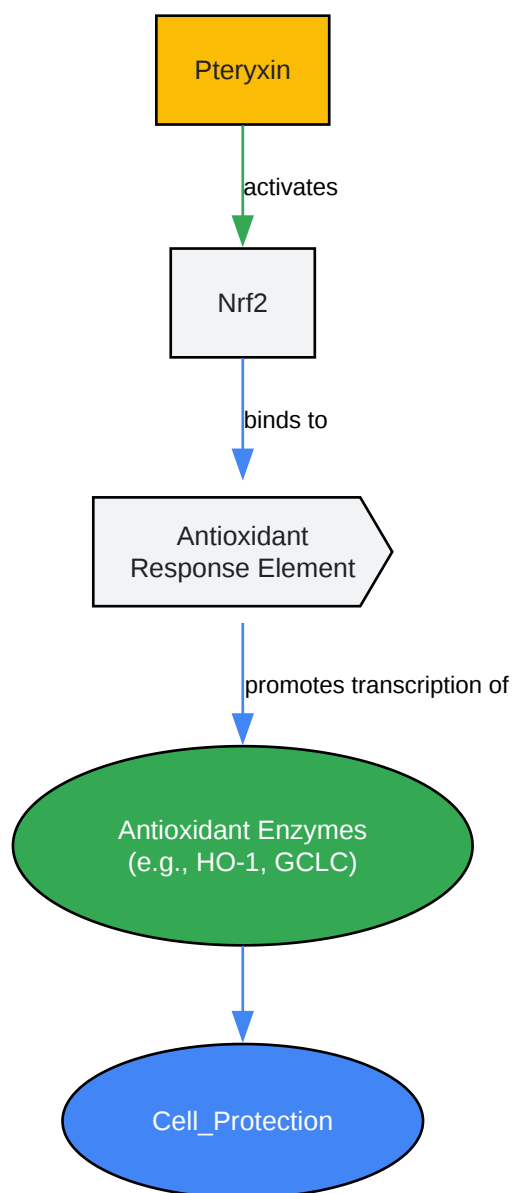 Pteryxin
activates
Nrf2
binds to
Antioxidant
Response Element
promotes transcription of
Antioxidant Enzymes
(e.g., HO-1, GCLC)
Cell_Protection